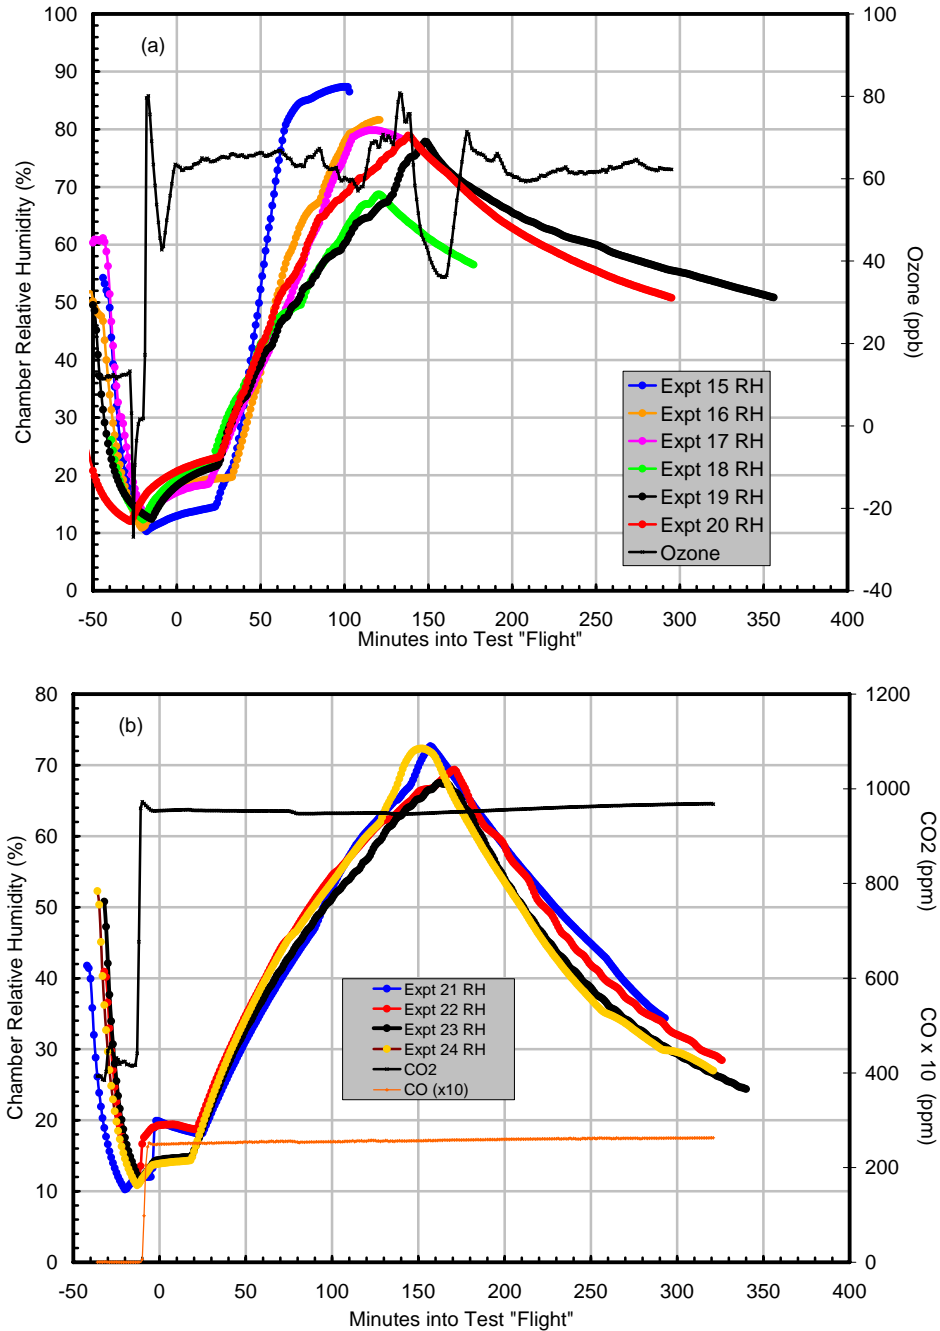 (a)
100
90
80
70
60
50
40
30
20
10
0
Chamber Relative Humidity (%)
100
80
60
40
20
0
-20
-40
Ozone (ppb)
Expt 15 RH
Expt 16 RH
Expt 17 RH
Expt 18 RH
Expt 19 RH
Expt 20 RH
Ozone
-50 0 50 100 150 200 250 300 350 400
Minutes into Test "Flight"
(b)
80
70
60
50
40
30
20
10
0
Chamber Relative Humidity (%)
1200
1000
800
600
400
200
0
CO2 (ppm)
CO x 10 (ppm)
Expt 21 RH
Expt 22 RH
Expt 23 RH
Expt 24 RH
CO2
CO (x10)
-50 0 50 100 150 200 250 300 350 400
Minutes into Test "Flight"